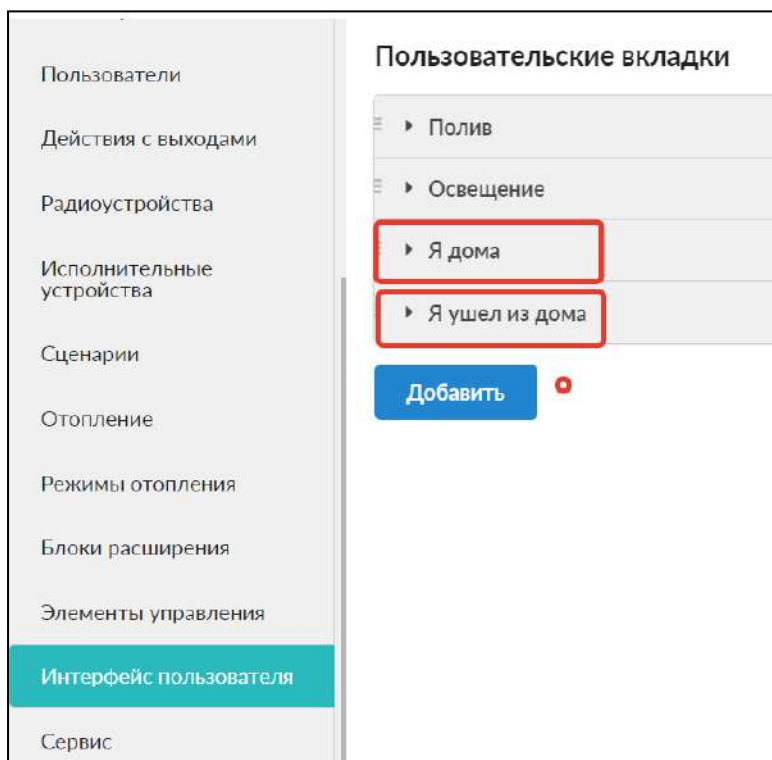 Пользователи
Действия с выходами
Радиоустройства
Исполнительные
устройства
Сценарии
Отопление
Режимы отопления
Блоки расширения
Элементы управления
Интерфейс пользователя
Сервис
Пользовательские вкладки
Полив
Освещение
Я дома
Я ушел из дома
Добавить